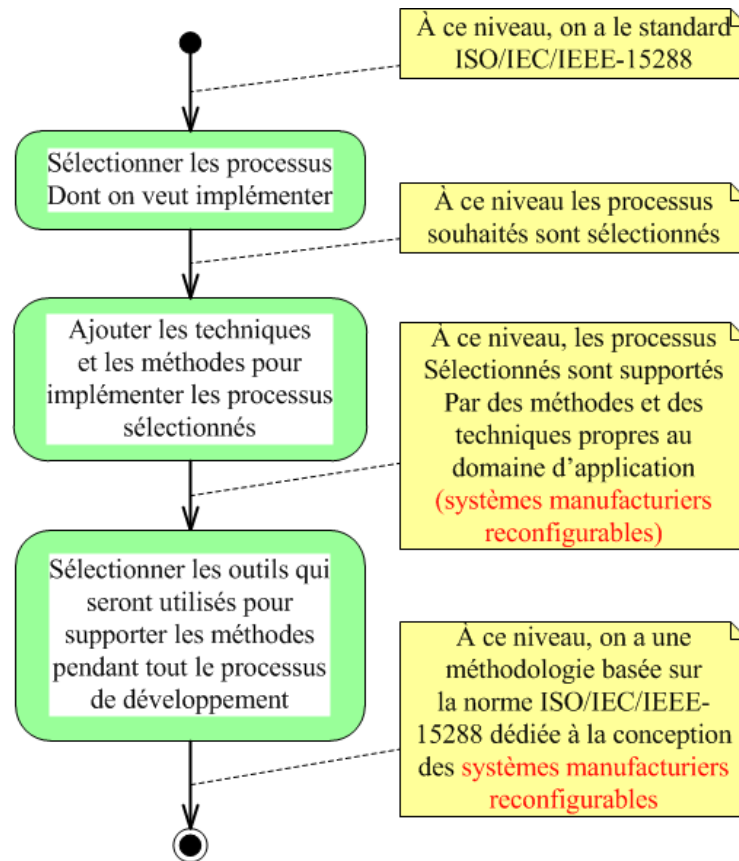 À ce niveau, on a le standard
ISO/IEC/IEEE-15288
Sélectionner les processus
Dont on veut implémenter
À ce niveau les processus
souhaités sont sélectionnés
Ajouter les techniques
et les méthodes pour
implémenter les processus
sélectionnés
À ce niveau, les processus
Sélectionnés sont supportés
Par des méthodes et des
techniques propres au
domaine d’application
(systèmes manufacturiers
reconfigurables)
Sélectionner les outils qui
seront utilisés pour
supporter les méthodes
pendant tout le processus
de développement
À ce niveau, on a une
méthodologie basée sur
la norme ISO/IEC/IEEE-
15288 dédiée à la conception
des systèmes manufacturiers
reconfigurables